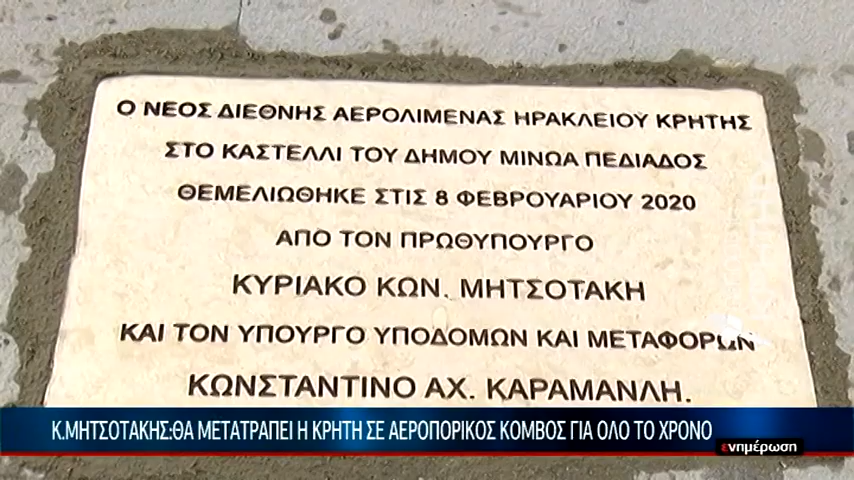 Ο ΝΕΟΣ ΔΙΕΘΝΗΣ ΑΕΡΟΛΙΜΕΝΑΣ ΗΡΑΚΛΕΙΟΥ ΚΡΗΤΗΣ
ΣΤΟ ΚΑΣΤΕΛΛΙ ΤΟΥ ΔΗΜΟΥ ΜΙΝΩΑ ΠΕΔΙΑΔΟΣ
ΘΕΜΕΛΙΩΘΗΚΕ ΣΤΙΣ 8 ΦΕΒΡΟΥΑΡΙΟΥ 2020
ΑΠΟ ΤΟΝ ΠΡΩΘΥΠΟΥΡΓΟ
ΚΥΡΙΑΚΟ ΚΩΝ. ΜΗΤΣΟΤΑΚΗ
ΚΑΙ ΤΟΝ ΥΠΟΥΡΓΟ ΥΠΟΔΟΜΩΝ ΚΑΙ ΜΕΤΑΦΟΡΩΝ
ΚΩΝΣΤΑΝΤΙΝΟ ΑΧ. ΚΑΡΑΜΑΝΛΗ.
Κ.ΜΗΤΣΟΤΑΚΗΣ:ΘΑ ΜΕΤΑΤΡΑΠΕΙ Η ΚΡΗΤΗ ΣΕ ΑΕΡΟΠΟΡΙΚΟΣ ΚΟΜΒΟΣ ΓΙΑ ΟΛΟ ΤΟ ΧΡΟΝΟ
ενημέρωση